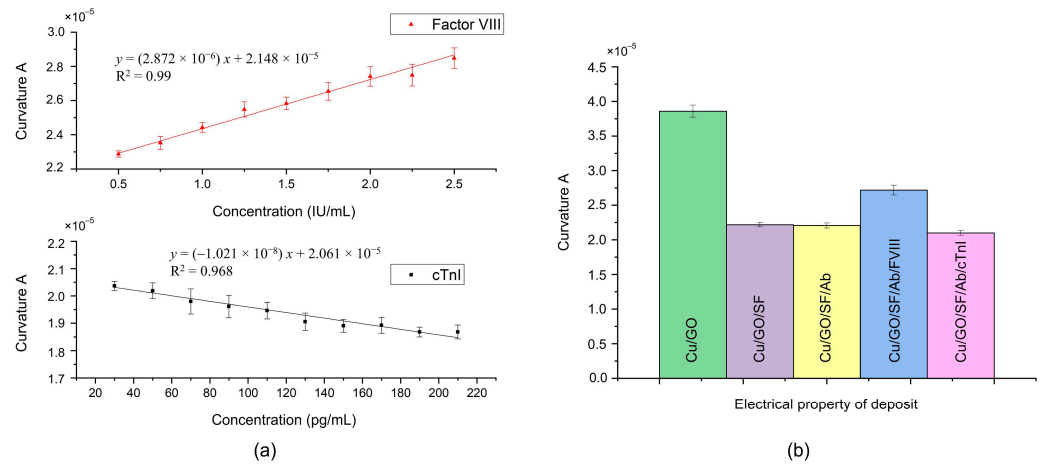 ×10⁻⁵
Factor VIII
3.0
2.8
2.6
2.4
2.2
Curvature A
y = (2.872 × 10⁻⁶) x + 2.148 × 10⁻⁵
R² = 0.99
0.5 1.0 1.5 2.0 2.5
Concentration (IU/mL)
×10⁻⁵
2.2
2.1
2.0
1.9
1.8
1.7
Curvature A
y = (−1.021 × 10⁻⁸) x + 2.061 × 10⁻⁵
R² = 0.968
cTnI
20 40 60 80 100 120 140 160 180 200 220
Concentration (pg/mL)
(a)
×10⁻⁵
4.5
4.0
3.5
3.0
2.5
2.0
1.5
1.0
0.5
0.0
Curvature A
Cu/GO
Cu/GO/SF
Cu/GO/SF/Ab
Cu/GO/SF/Ab/FVIII
Cu/GO/SF/Ab/cTnI
Electrical property of deposit
(b)